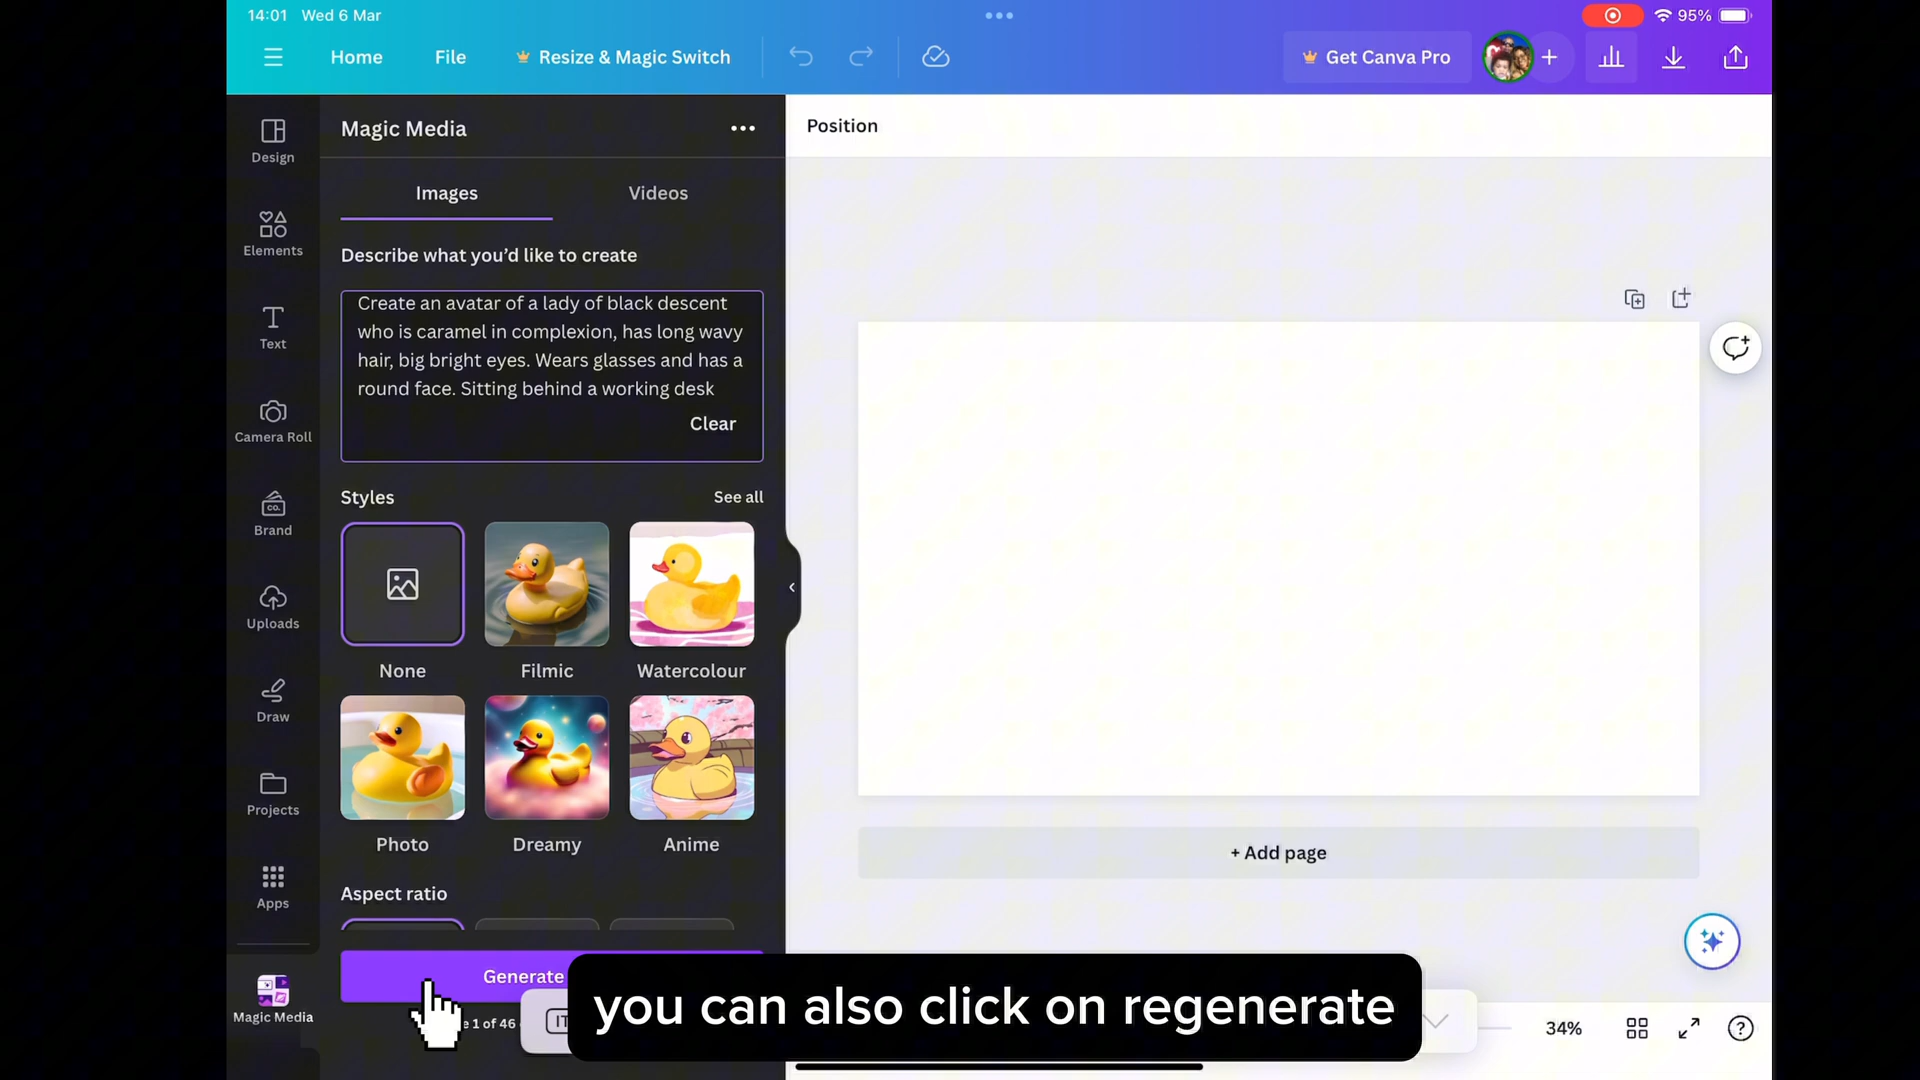 14:01 Wed 6 Mar
95%
Home
File
Resize & Magic Switch
Get Canva Pro
Design
Elements
Text
Camera Roll
CO.
Brand
Uploads
Draw
Projects
Apps
Magic Media
Magic Media
Images
Videos
Describe what you’d like to create
Create an avatar of a lady of black descent
who is caramel in complexion, has long wavy
hair, big bright eyes. Wears glasses and has a
round face. Sitting behind a working desk
Clear
Styles
See all
None
Filmic
Watercolour
Photo
Dreamy
Anime
Aspect ratio
Generate
1 of 46
Position
+ Add page
you can also click on regenerate
34%